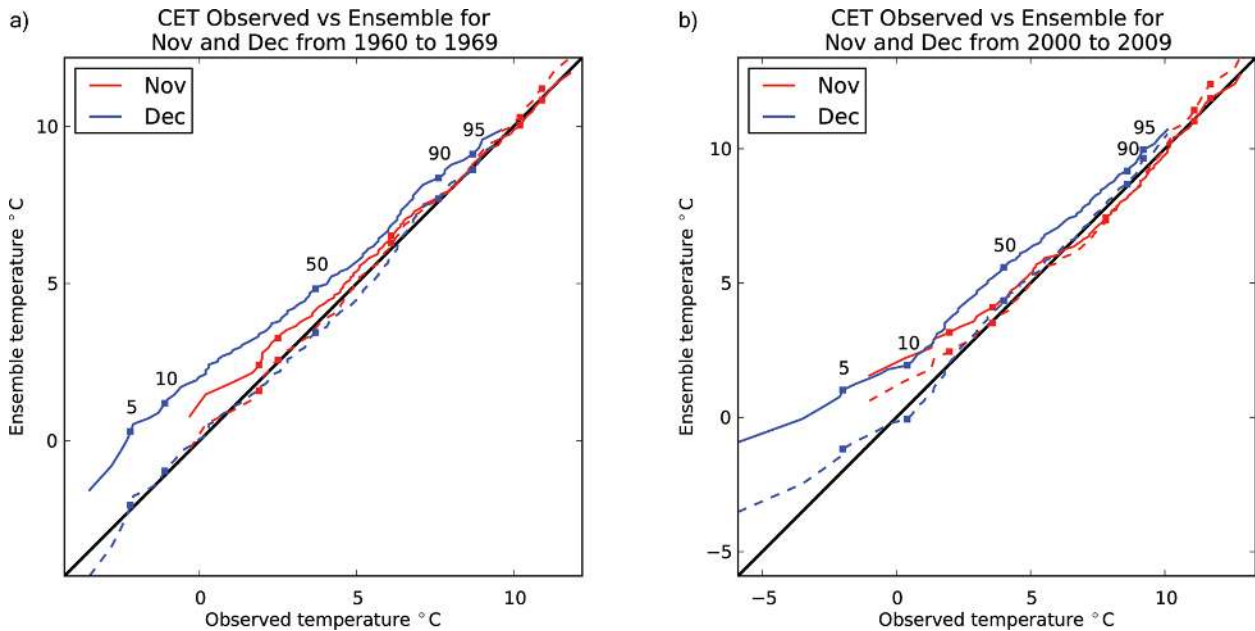 a)
CET Observed vs Ensemble for
Nov and Dec from 1960 to 1969
Nov
Dec
95
90
50
10
5
10
5
0
Ensemble temperature °C
0
5
10
Observed temperature °C
b)
CET Observed vs Ensemble for
Nov and Dec from 2000 to 2009
Nov
Dec
95
90
50
10
5
10
5
0
−5
Ensemble temperature °C
−5
0
5
10
Observed temperature °C